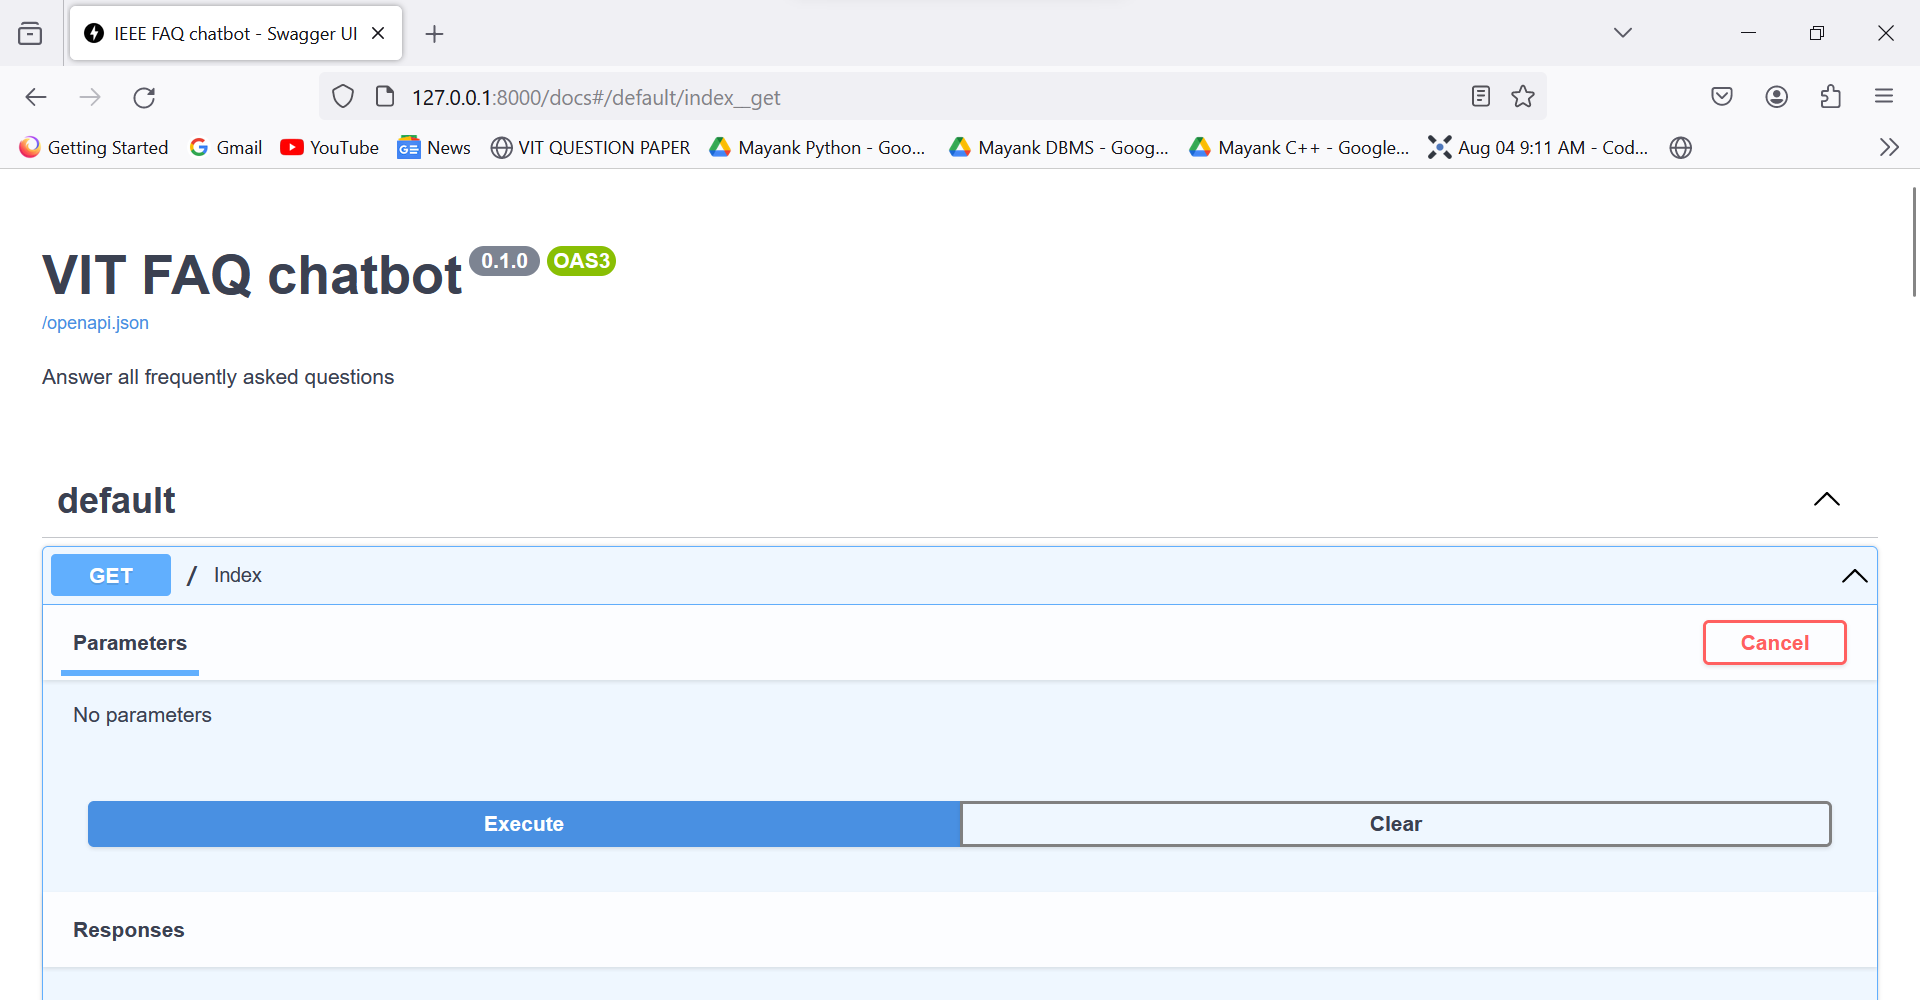 IEEE FAQ chatbot - Swagger UI
127.0.0.1:8000/docs#/default/index__get
Getting Started Gmail YouTube News VIT QUESTION PAPER Mayank Python - Goo... Mayank DBMS - Goog... Mayank C++ - Google... Aug 04 9:11 AM - Cod...
VIT FAQ chatbot 0.1.0 OAS3
/openapi.json
Answer all frequently asked questions
default
GET / Index
Parameters Cancel
No parameters
Execute Clear
Responses